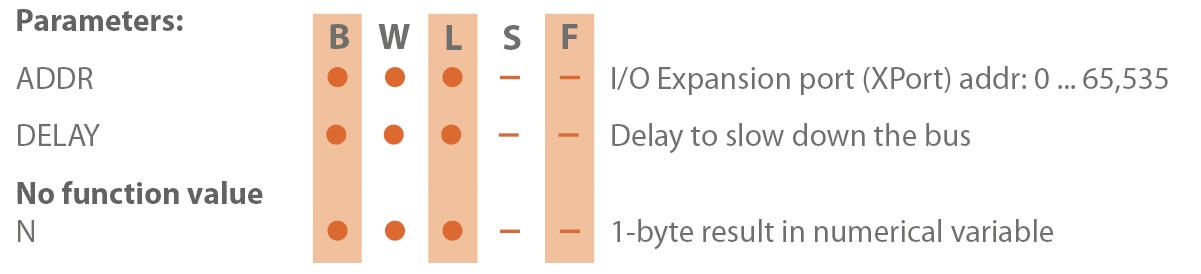 Parameters:
B W L S F
ADDR ● ● ● – – I/O Expansion port (XPort) addr: 0 ... 65,535
DELAY ● ● ● – – Delay to slow down the bus
No function value
N ● ● ● – – 1-byte result in numerical variable